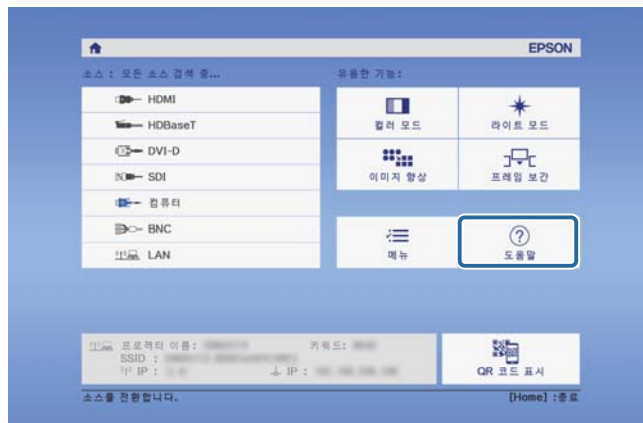 EPSON
소스 : 모든 소스 검색 중...
유용한 기능:
HDMI
HDBaseT
DVI-D
SDI
컴퓨터
BNC
LAN
컬러 모드
라이트 모드
이미지 향상
프레임 보간
메뉴
도움말
프로젝터 이름:
키워드:
SSID :
IP :
IP :
QR 코드 표시
소스를 전환합니다.
[Home] :종료